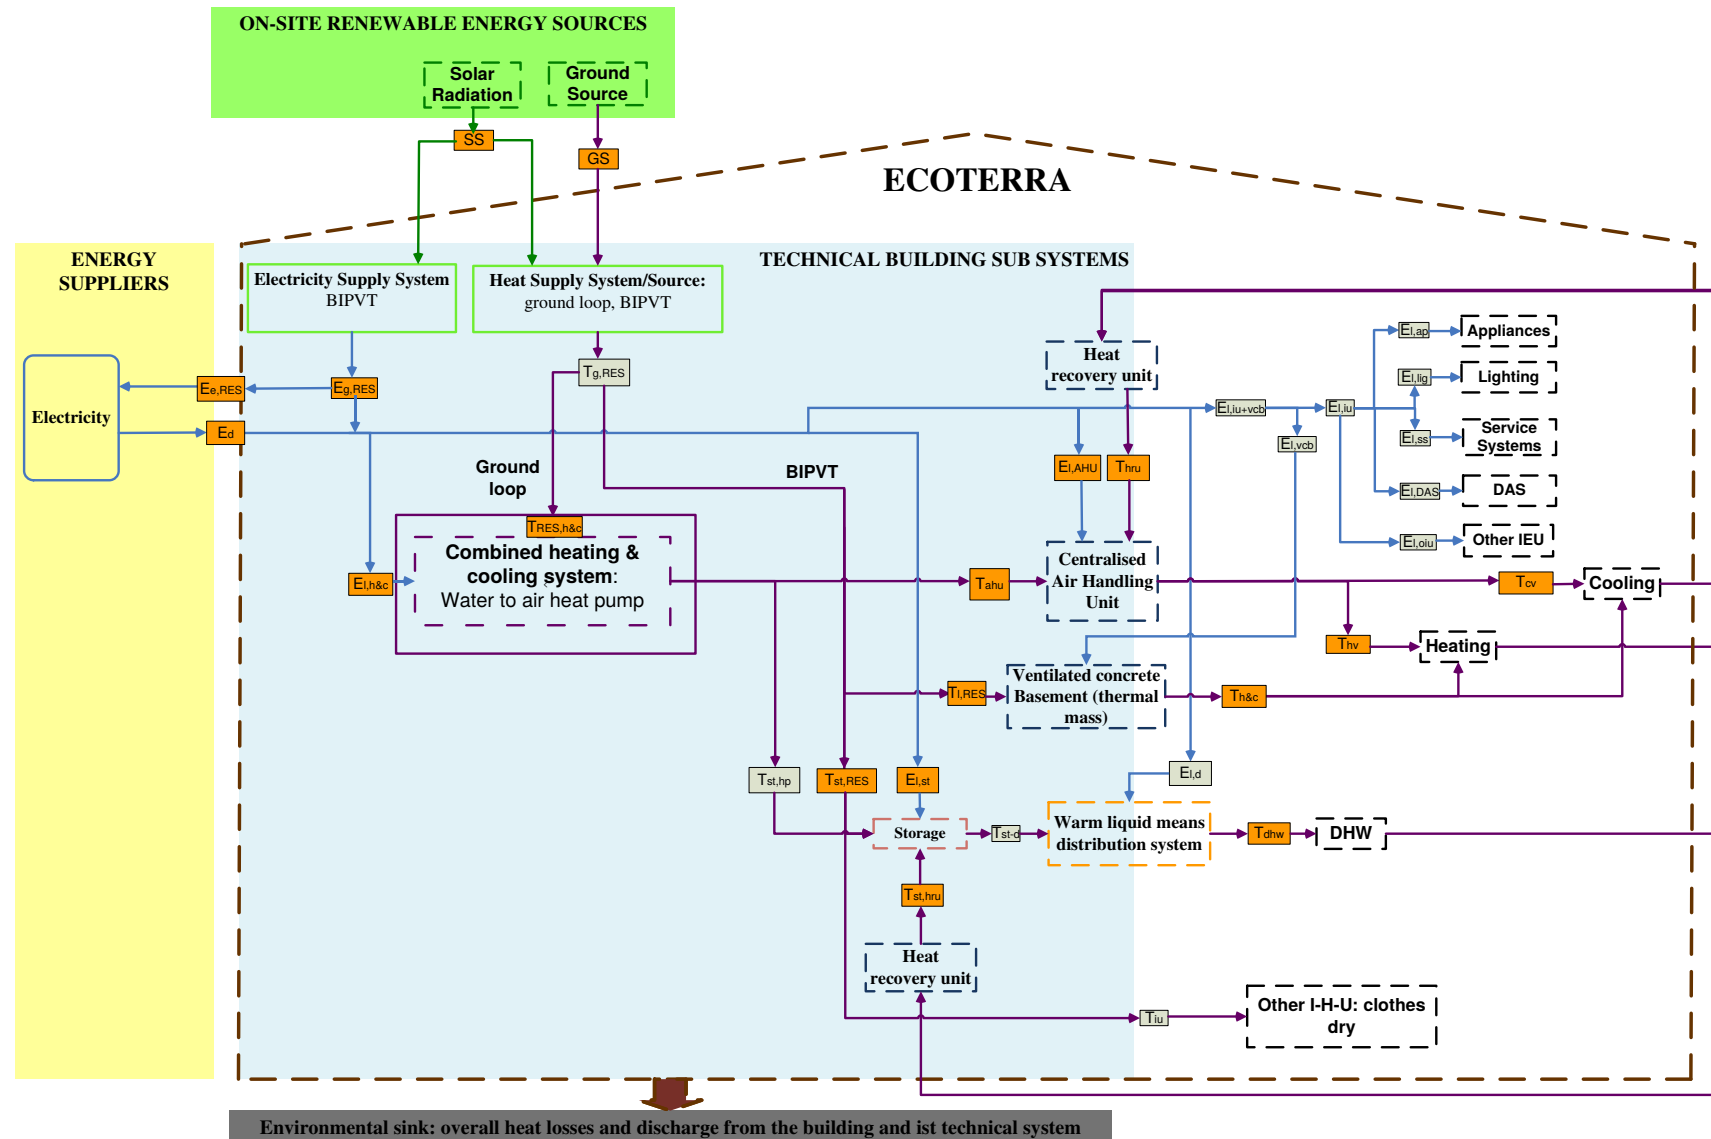 ON-SITE RENEWABLE ENERGY SOURCES
Solar
Radiation
Ground
Source
SS
GS
ECOTERRA
ENERGY
SUPPLIERS
TECHNICAL BUILDING SUB SYSTEMS
Electricity Supply System
BIPVT
Heat Supply System/Source:
ground loop, BIPVT
Electricity
Ee,RES
Eg,RES
Ed
Tg,RES
Heat
recovery unit
El,iu+vcb
El,vcb
El,iu
El,ap
Appliances
El,lig
Lighting
El,ss
Service
Systems
El,DAS
DAS
El,oiu
Other IEU
Ground
loop
BIPVT
El,AHU
Thru
TRES,h&c
Combined heating &
cooling system:
Water to air heat pump
El,h&c
Tahu
Centralised
Air Handling
Unit
Tcv
Cooling
Thv
Heating
Tl,RES
Ventilated concrete
Basement (thermal
mass)
Th&c
Tst,hp
Tst,RES
El,st
El,d
Storage
Tst-d
Warm liquid means
distribution system
Tdhw
DHW
Tst,hru
Heat
recovery unit
Tiu
Other I-H-U: clothes
dry
Environmental sink: overall heat losses and discharge from the building and ist technical system